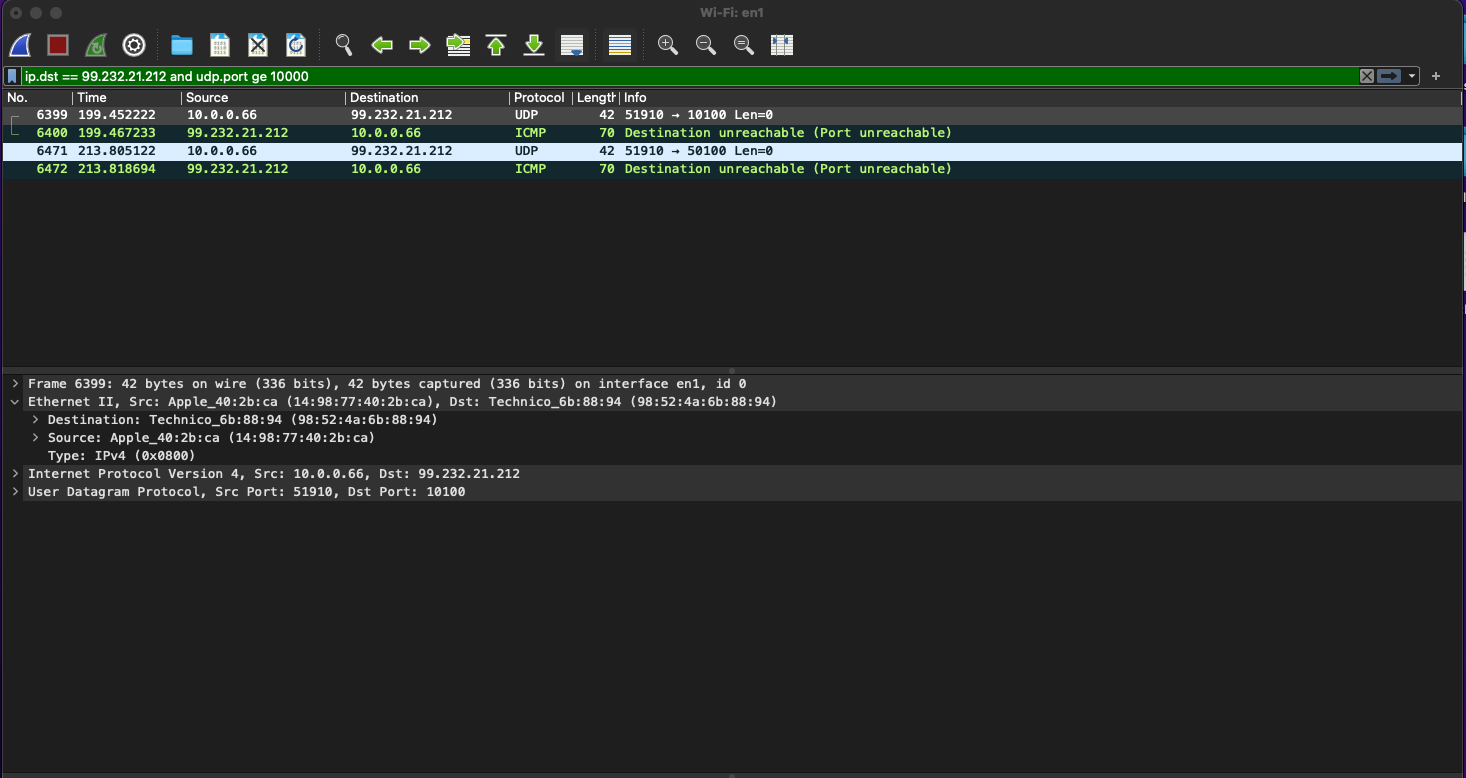 Wi-Fi: en1
ip.dst == 99.232.21.212 and udp.port ge 10000
No. Time Source Destination Protocol Length Info
6399 199.452222 10.0.0.66 99.232.21.212 UDP 42 51910 → 10100 Len=0
6400 199.467233 99.232.21.212 10.0.0.66 ICMP 70 Destination unreachable (Port unreachable)
6471 213.805122 10.0.0.66 99.232.21.212 UDP 42 51910 → 50100 Len=0
6472 213.818694 99.232.21.212 10.0.0.66 ICMP 70 Destination unreachable (Port unreachable)
Frame 6399: 42 bytes on wire (336 bits), 42 bytes captured (336 bits) on interface en1, id 0
Ethernet II, Src: Apple_40:2b:ca (14:98:77:40:2b:ca), Dst: Technico_6b:88:94 (98:52:4a:6b:88:94)
Destination: Technico_6b:88:94 (98:52:4a:6b:88:94)
Source: Apple_40:2b:ca (14:98:77:40:2b:ca)
Type: IPv4 (0x0800)
Internet Protocol Version 4, Src: 10.0.0.66, Dst: 99.232.21.212
User Datagram Protocol, Src Port: 51910, Dst Port: 10100